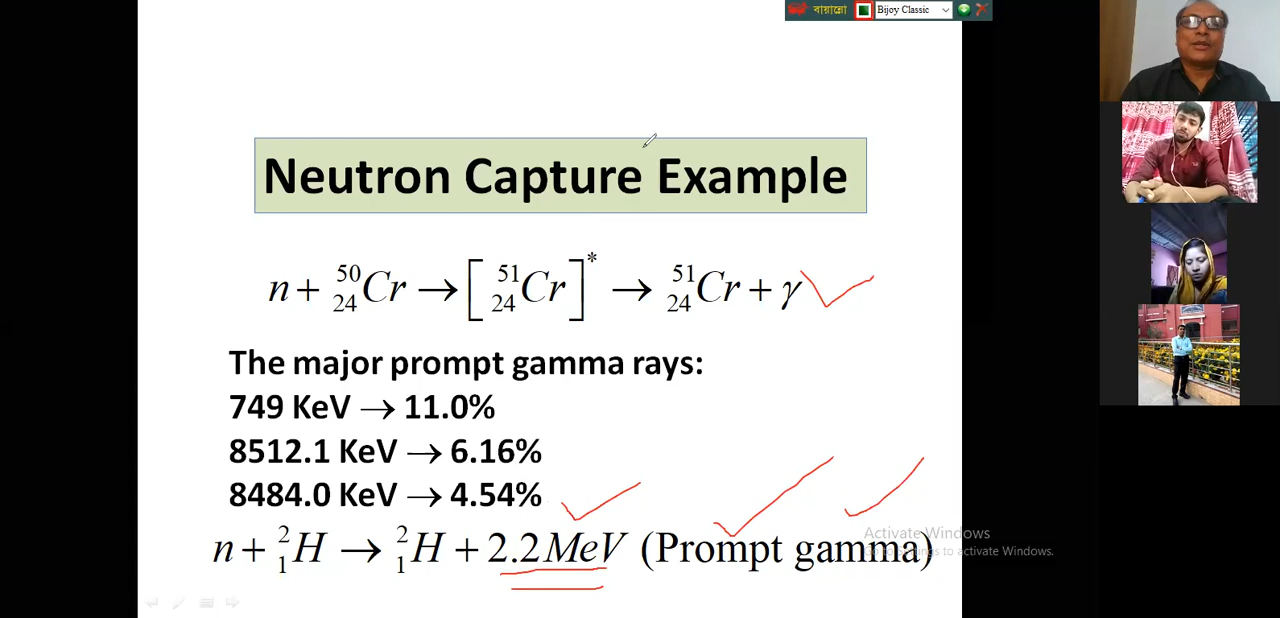 বায়ান্নো Bijoy Classic
Neutron Capture Example
n + ⁵⁰₂₄Cr → [⁵¹₂₄Cr]* → ⁵¹₂₄Cr + γ
The major prompt gamma rays:
749 KeV → 11.0%
8512.1 KeV → 6.16%
8484.0 KeV → 4.54%
n + ²₁H → ²₁H + 2.2MeV (Prompt gamma)
Activate Windows
Go to Settings to activate Windows.